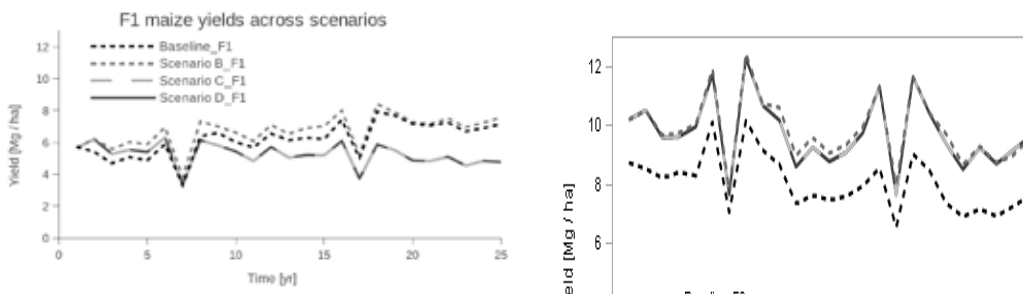 F1 maize yields across scenarios
12
10
8
6
4
2
0
Yield [Mg / ha]
Baseline_F1
Scenario B_F1
Scenario C_F1
Scenario D_F1
0 5 10 15 20 25
Time [yr]
12
10
8
6
eld [Mg / ha]